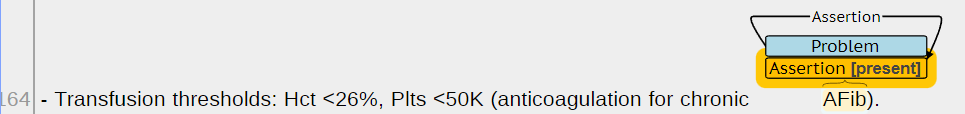 Assertion
Problem
Assertion [present]
164 - Transfusion thresholds: Hct <26%, Plts <50K (anticoagulation for chronic AFib).